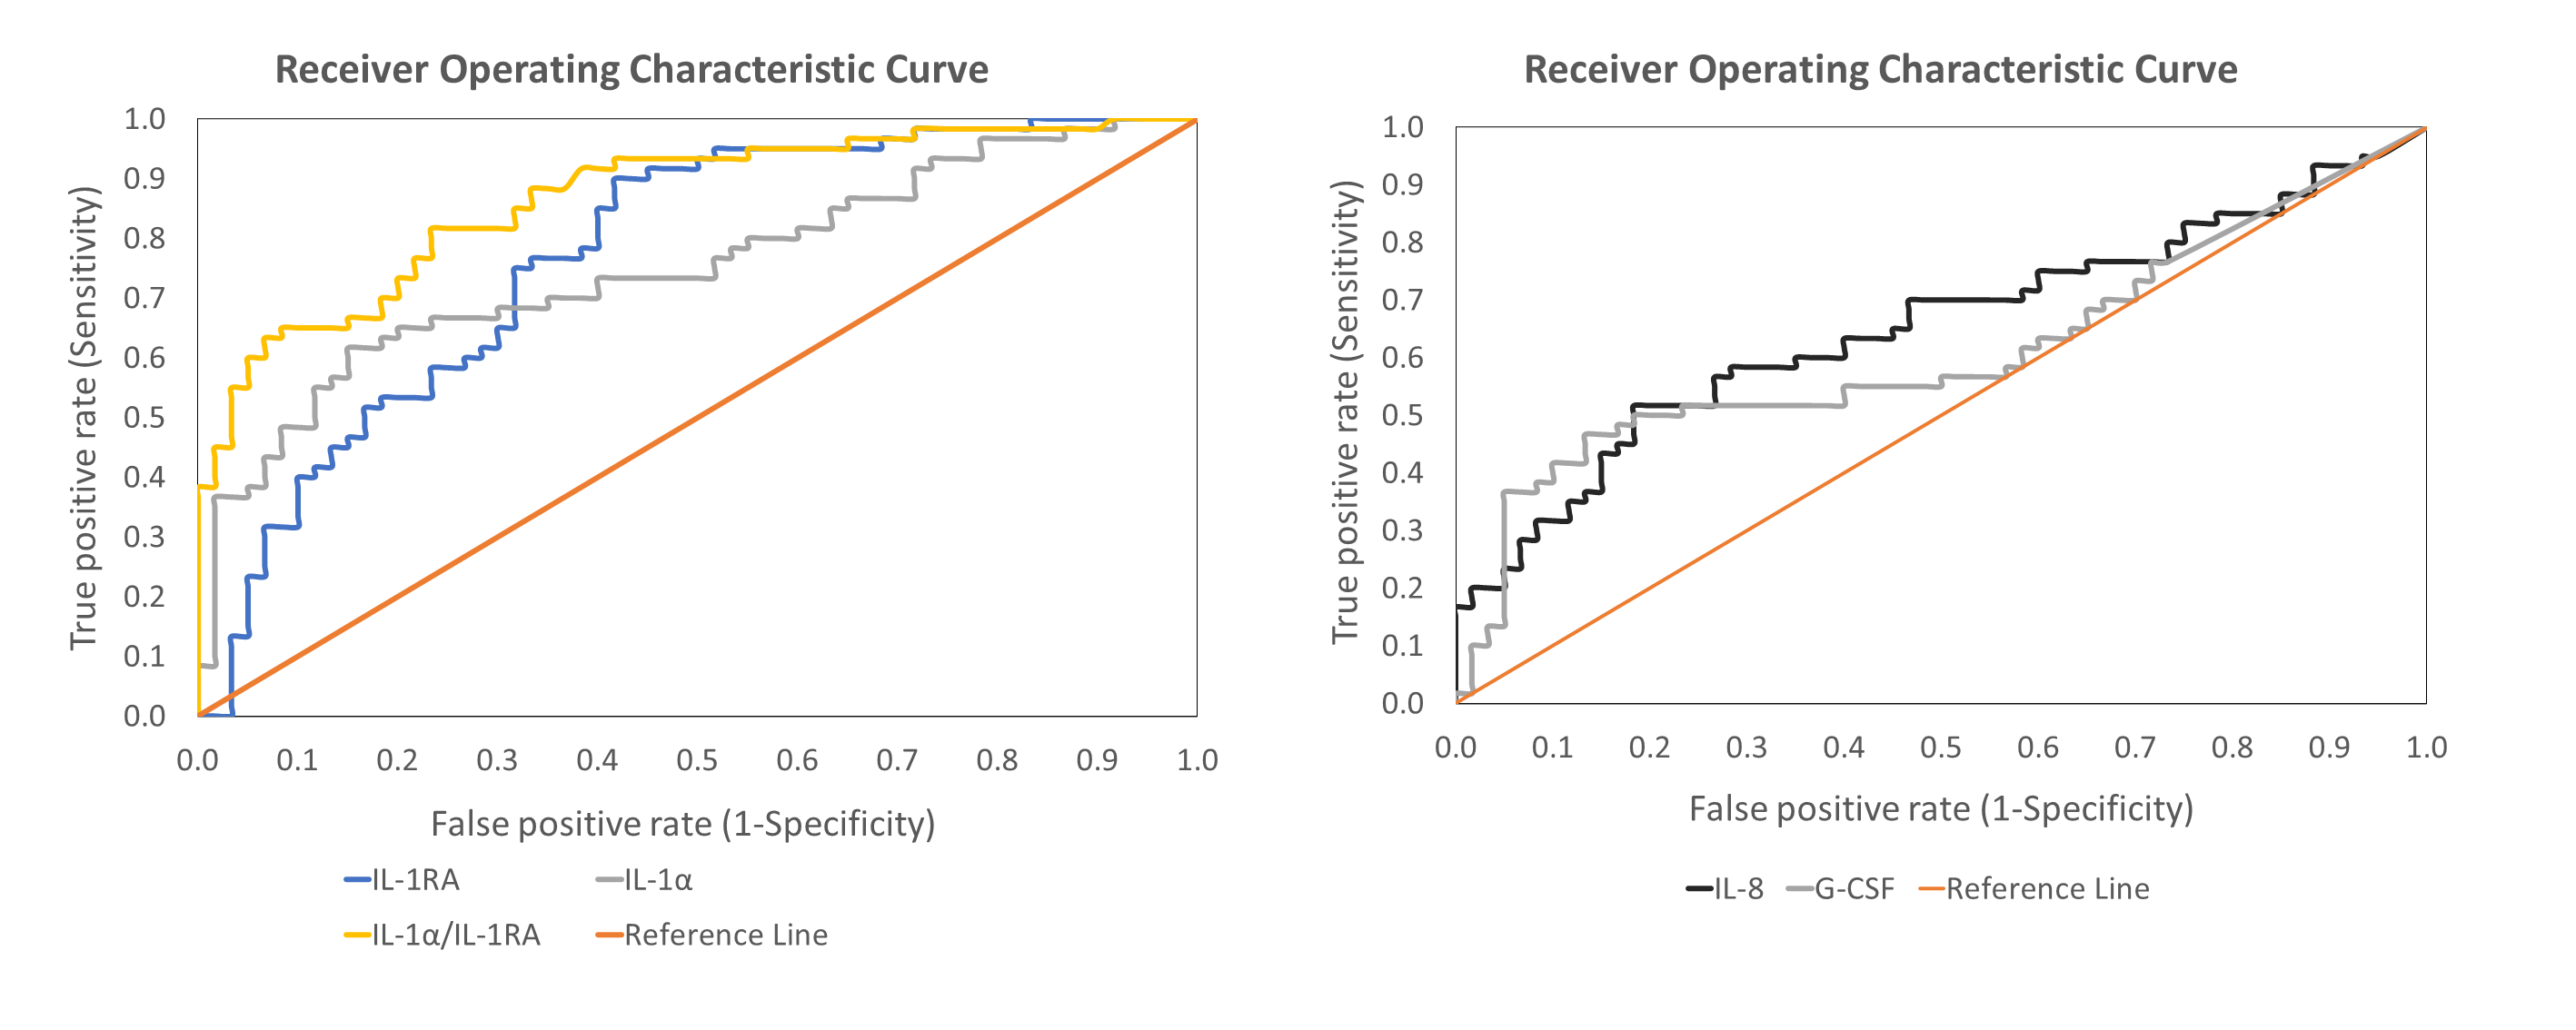 Receiver Operating Characteristic Curve
True positive rate (Sensitivity)
1.0
0.9
0.8
0.7
0.6
0.5
0.4
0.3
0.2
0.1
0.0
0.0 0.1 0.2 0.3 0.4 0.5 0.6 0.7 0.8 0.9 1.0
False positive rate (1-Specificity)
IL-1RA IL-1α
IL-1α/IL-1RA Reference Line
Receiver Operating Characteristic Curve
True positive rate (Sensitivity)
1.0
0.9
0.8
0.7
0.6
0.5
0.4
0.3
0.2
0.1
0.0
0.0 0.1 0.2 0.3 0.4 0.5 0.6 0.7 0.8 0.9 1.0
False positive rate (1-Specificity)
IL-8 G-CSF Reference Line